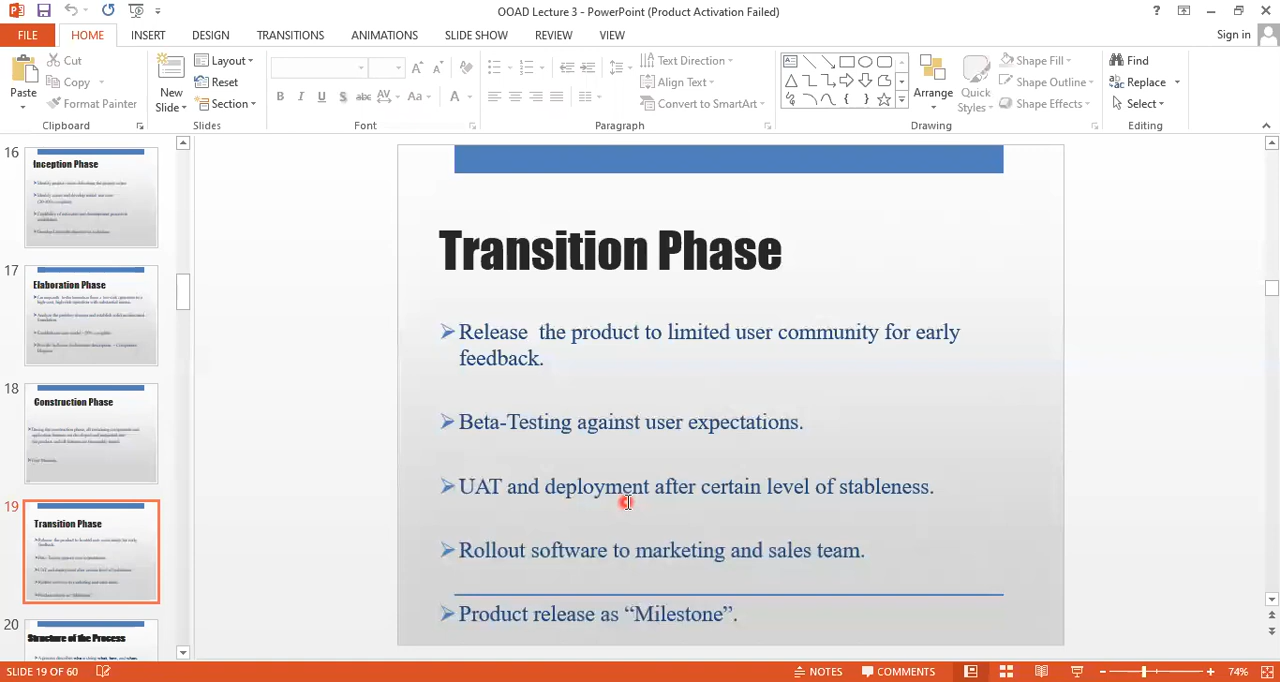 OOAD Lecture 3 - PowerPoint (Product Activation Failed)
?
FILE HOME INSERT DESIGN TRANSITIONS ANIMATIONS SLIDE SHOW REVIEW VIEW Sign in
Paste
Cut
Copy
Format Painter
Clipboard
New
Slide
Layout
Reset
Section
Slides
B I U S abc AV Aa A
Font
Text Direction
Align Text
Convert to SmartArt
Paragraph
Arrange
Quick
Styles
Shape Fill
Shape Outline
Shape Effects
Drawing
Find
Replace
Select
Editing
16
Inception Phase
17
Elaboration Phase
18
Construction Phase
19
Transition Phase
20
Structure of the Process
Transition Phase
Release the product to limited user community for early
feedback.
Beta-Testing against user expectations.
UAT and deployment after certain level of stableness.
Rollout software to marketing and sales team.
Product release as “Milestone”.
SLIDE 19 OF 60
NOTES COMMENTS 74%